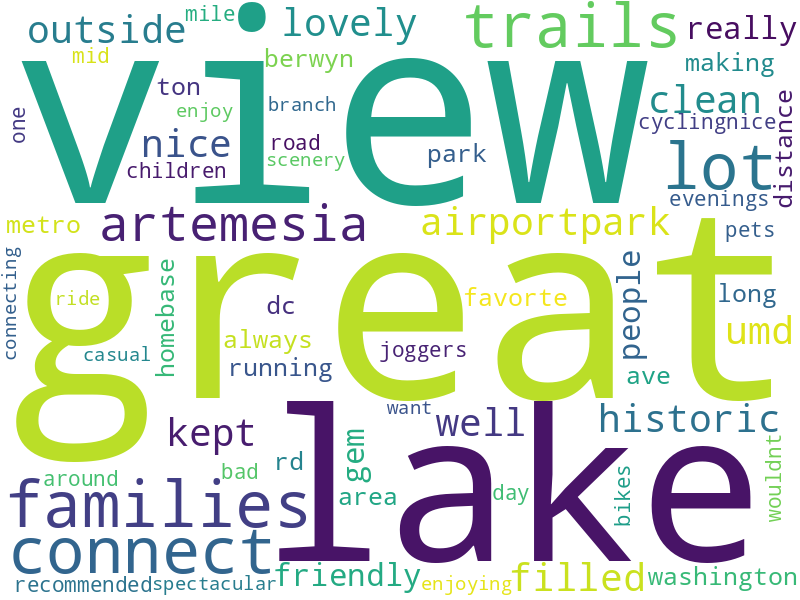 mile
outside
lovely
trails
really
mid
berwyn
making
view
ton
enjoy
branch
clean
one
cyclingnice
distance
nice
road
scenery
park
lot
children
evenings
metro
artemesia
airportpark
pets
connecting
great
people
ride
homebase
dc
favorte
long
casual
always
joggers
umd
running
ave
want
kept
well
historic
lake
rd
gem
bad
around
area
day
bikes
wouldnt
families
connect
recommended
spectacular
friendly
enjoying
filled
washington